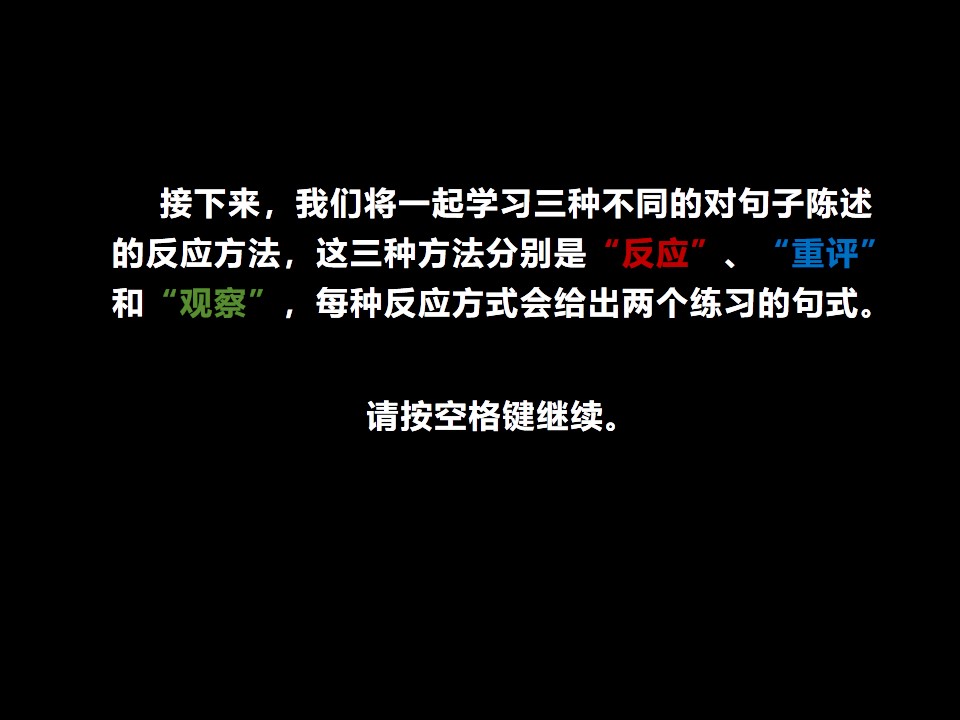 接下来，我们将一起学习三种不同的对句子陈述
的反应方法，这三种方法分别是“反应”、“重评”
和“观察”，每种反应方式会给出两个练习的句式。
请按空格键继续。